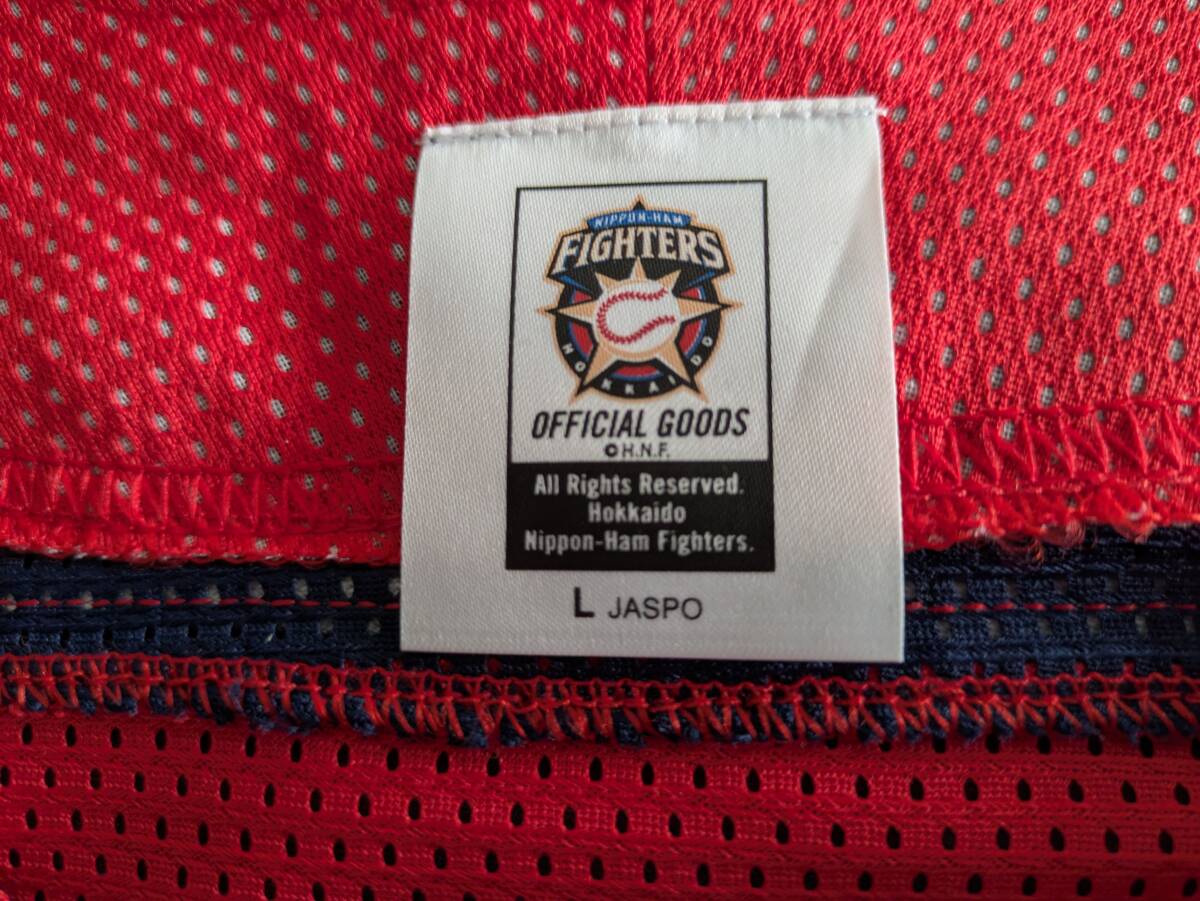 NIPPON-HAM
FIGHTERS
HOKKAIDO
OFFICIAL GOODS
©H.N.F.
All Rights Reserved.
Hokkaido
Nippon-Ham Fighters.
L JASPO